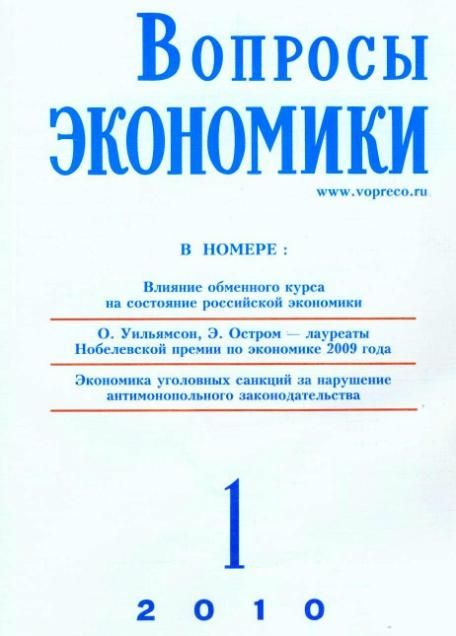 Вопросы
ЭКОНОМИКИ
www.vopreco.ru
В НОМЕРЕ :
Влияние обменного курса
на состояние российской экономики
О. Уильямсон, Э. Остром — лауреаты
Нобелевской премии по экономике 2009 года
Экономика уголовных санкций за нарушение
антимонопольного законодательства
1
2010